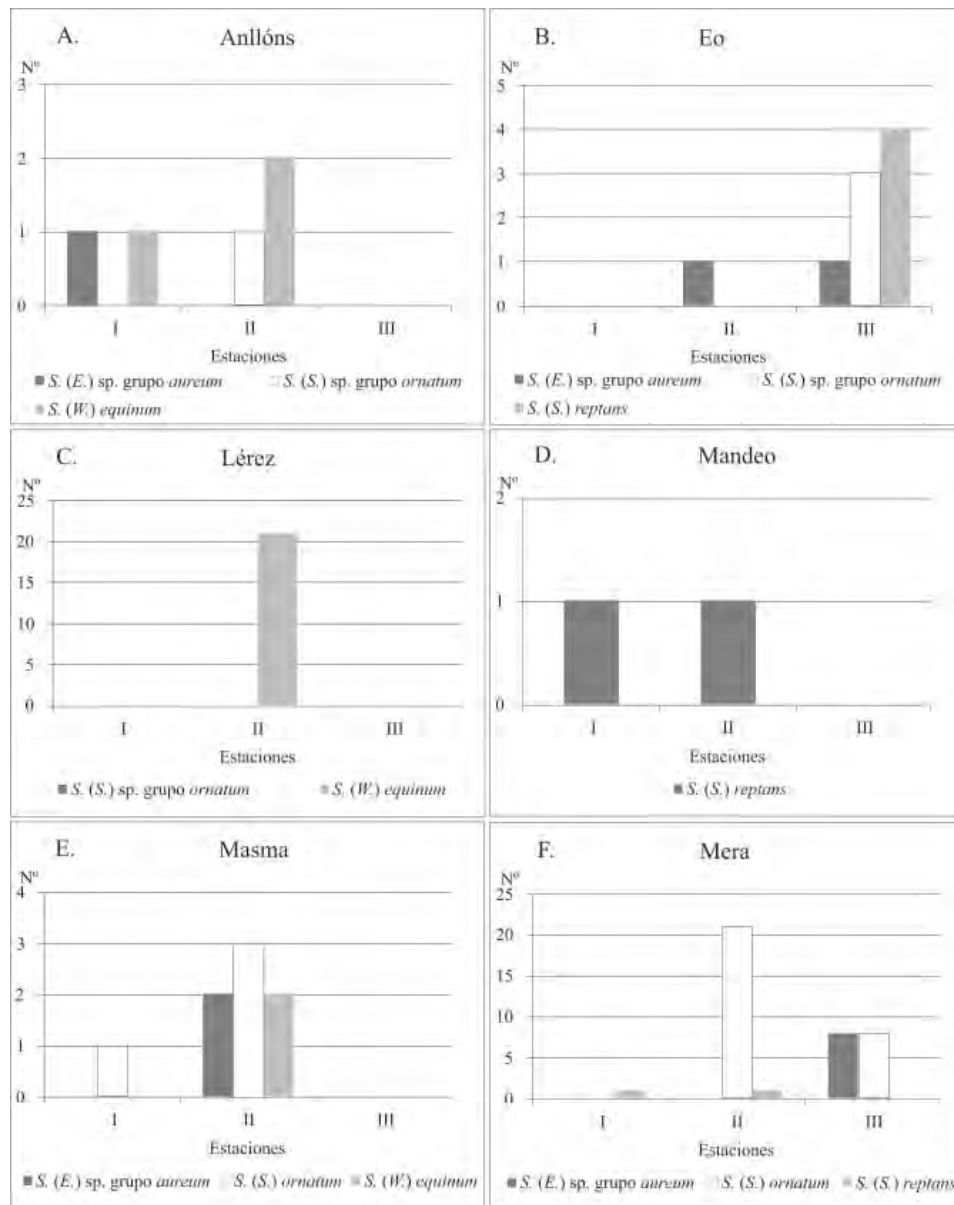 A. Anllóns
Nº
3
2
1
0
I II III
Estaciones
S. (E.) sp. grupo aureum S. (S.) sp. grupo ornatum
S. (W.) equinum
B. Eo
Nº
5
4
3
2
1
0
I II III
Estaciones
S. (E.) sp. grupo aureum S. (S.) sp. grupo ornatum
S. (S.) reptans
C. Lérez
Nº
25
20
15
10
5
0
I II III
Estaciones
S. (S.) sp. grupo ornatum S. (W.) equinum
D. Mandeo
Nº
2
1
0
I II III
Estaciones
S. (S.) reptans
E. Masma
Nº
4
3
2
1
0
I II III
Estaciones
S. (E.) sp. grupo aureum S. (S.) ornatum S. (W.) equinum
F. Mera
Nº
25
20
15
10
5
0
I II III
Estaciones
S. (E.) sp. grupo aureum S. (S.) ornatum S. (S.) reptans